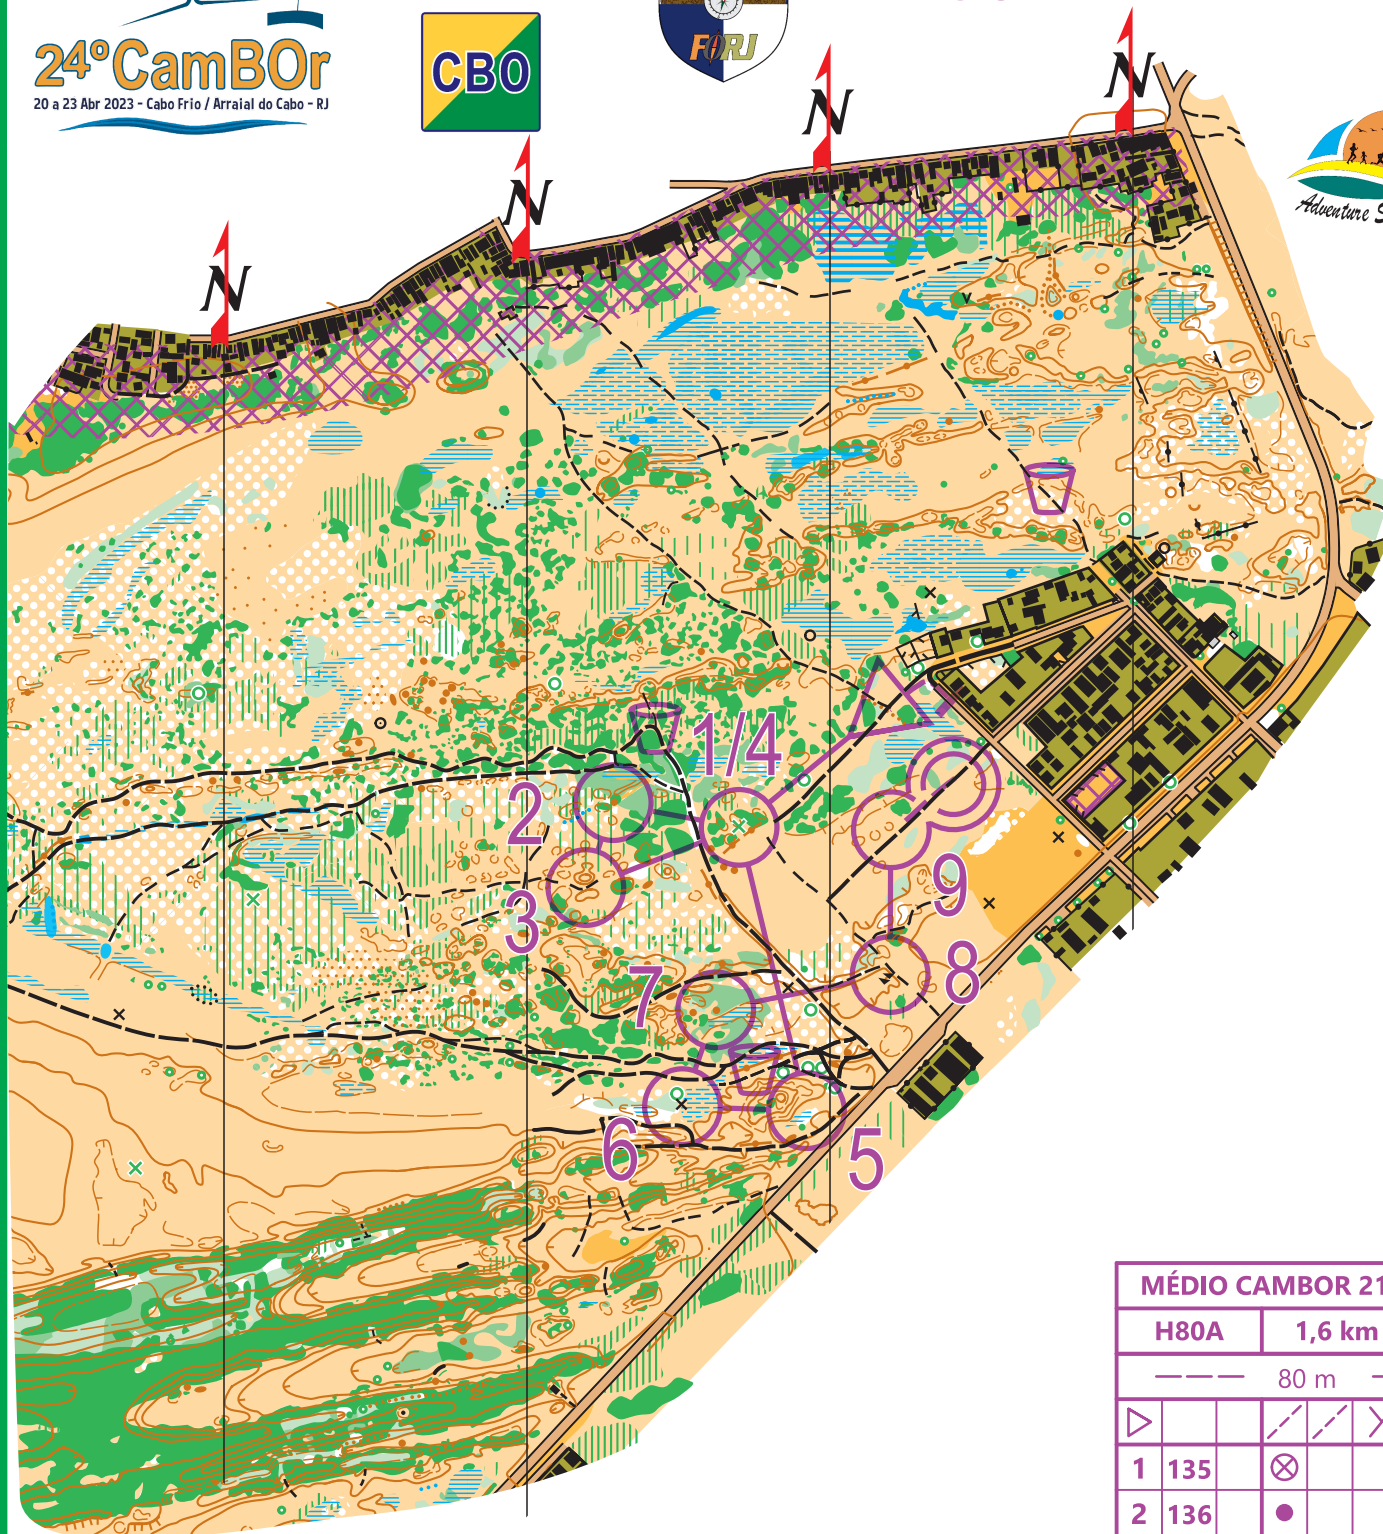 24ºCamBOr
20 a 23 Abr 2023 - Cabo Frio / Arraial do Cabo - RJ
CBO
FORJ
N
N
N
N
Adventure
1/4
2
3
9
8
7
6
5
MÉDIO CAMBOR 21
H80A 1,6 km
80 m
1 135
2 136